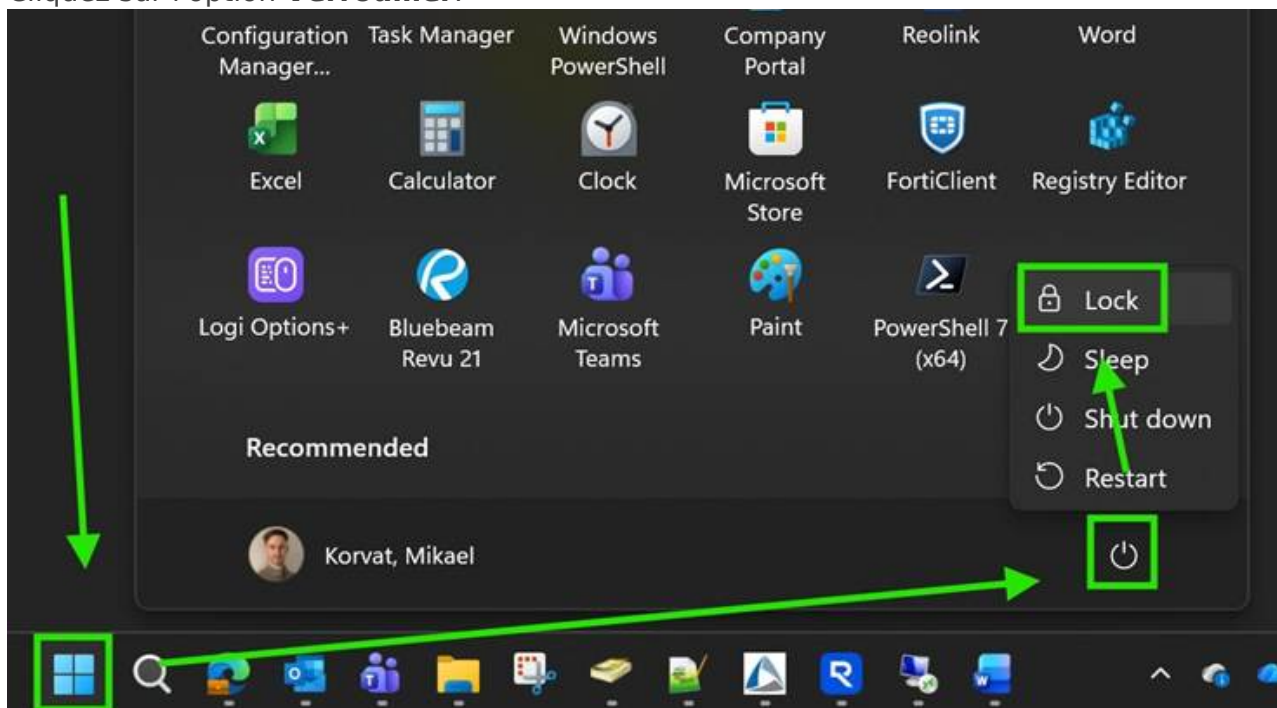 Configuration Task Manager Windows Company Reolink Word
Manager... PowerShell Portal
Excel Calculator Clock Microsoft FortiClient Registry Editor
Store
Logi Options+ Bluebeam Microsoft Paint PowerShell 7
Revu 21 Teams (x64)
Lock
Sleep
Shut down
Restart
Recommended
Korvat, Mikael